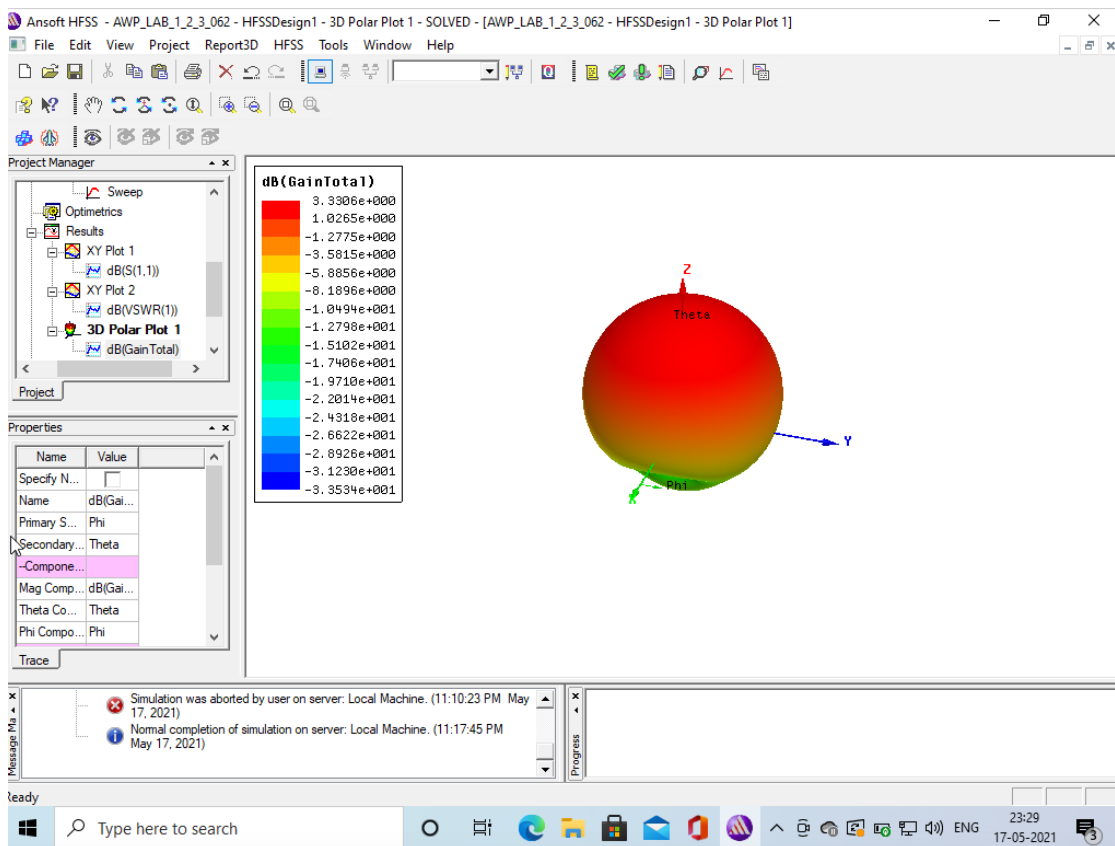 Ansoft HFSS - AWP_LAB_1_2_3_062 - HFSSDesign1 - 3D Polar Plot 1 - SOLVED - [AWP_LAB_1_2_3_062 - HFSSDesign1 - 3D Polar Plot 1]
File Edit View Project Report3D HFSS Tools Window Help
Project Manager
Sweep
Optimetrics
Results
XY Plot 1
dB(S(1,1))
XY Plot 2
dB(VSWR(1))
3D Polar Plot 1
dB(GainTotal)
Project
Properties
Name Value
Specify N...
Name dB(Gai...
Primary S... Phi
Secondary... Theta
-Compone...
Mag Comp... dB(Gai...
Theta Co... Theta
Phi Compo... Phi
Trace
dB(GainTotal)
3.3306e+000
1.0265e+000
-1.2775e+000
-3.5815e+000
-5.8856e+000
-8.1896e+000
-1.0494e+001
-1.2798e+001
-1.5102e+001
-1.7406e+001
-1.9710e+001
-2.2014e+001
-2.4318e+001
-2.6622e+001
-2.8926e+001
-3.1230e+001
-3.3534e+001
Z
Theta
Y
Phi
X
Message Ma
Simulation was aborted by user on server: Local Machine. (11:10:23 PM May
17, 2021)
Normal completion of simulation on server: Local Machine. (11:17:45 PM
May 17, 2021)
Progress
Ready
Type here to search
ENG
23:29
17-05-2021
3